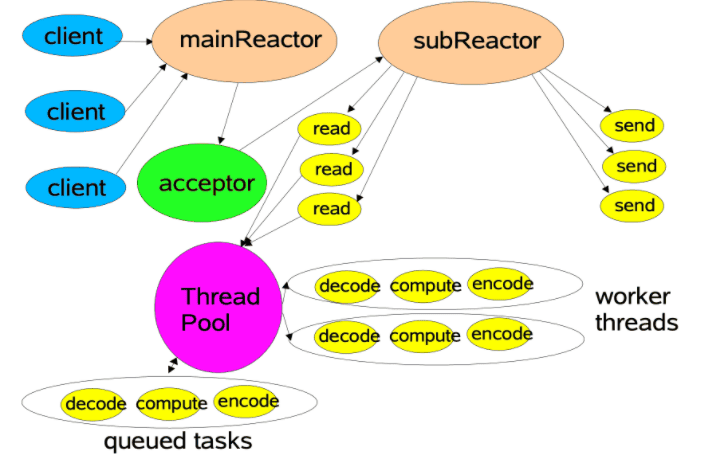 client
mainReactor
subReactor
client
read
send
client
acceptor
read
send
read
send
Thread
Pool
decode
compute
encode
worker
threads
decode
compute
encode
decode
compute
encode
queued tasks